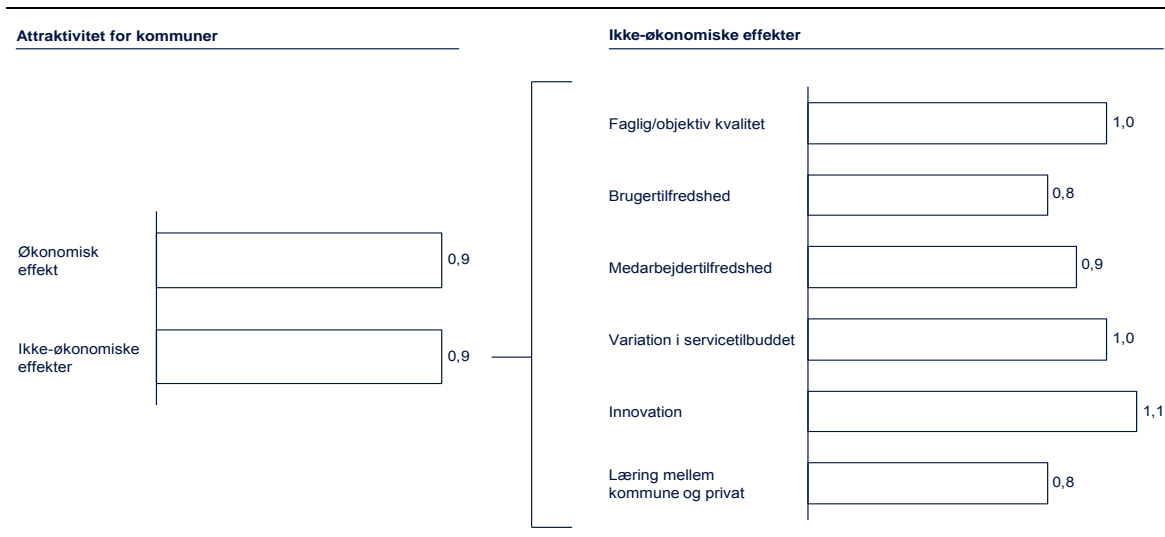 Attraktivitet for kommuner
Økonomisk
effekt
0,9
Ikke-økonomiske
effekter
0,9
Ikke-økonomiske effekter
Faglig/objektiv kvalitet
1,0
Brugertilfredshed
0,8
Medarbejdertilfredshed
0,9
Variation i servicetilbuddet
1,0
Innovation
1,1
Læring mellem
kommune og privat
0,8